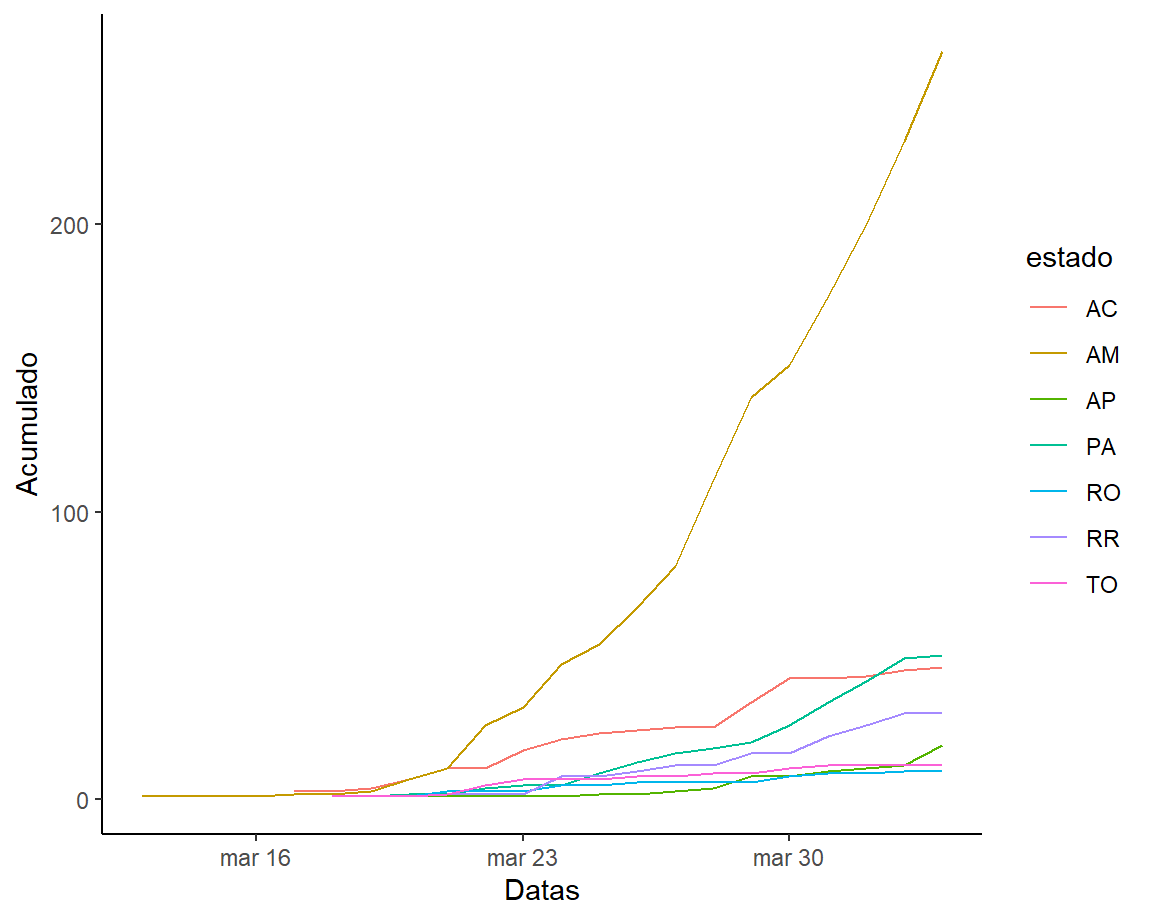 Acumulado
200
100
0
mar 16
mar 23
mar 30
Datas
estado
AC
AM
AP
PA
RO
RR
TO